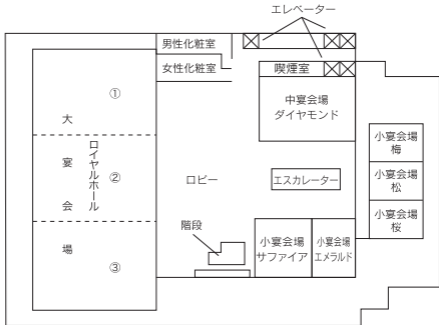 エレベーター
男性化粧室
女性化粧室
喫煙室
中宴会場
ダイヤモンド
①
大宴会場
ロイヤルホール
②
③
ロビー
エスカレーター
小宴会場
梅
小宴会場
松
小宴会場
桜
階段
小宴会場
サファイア
小宴会場
エメラルド